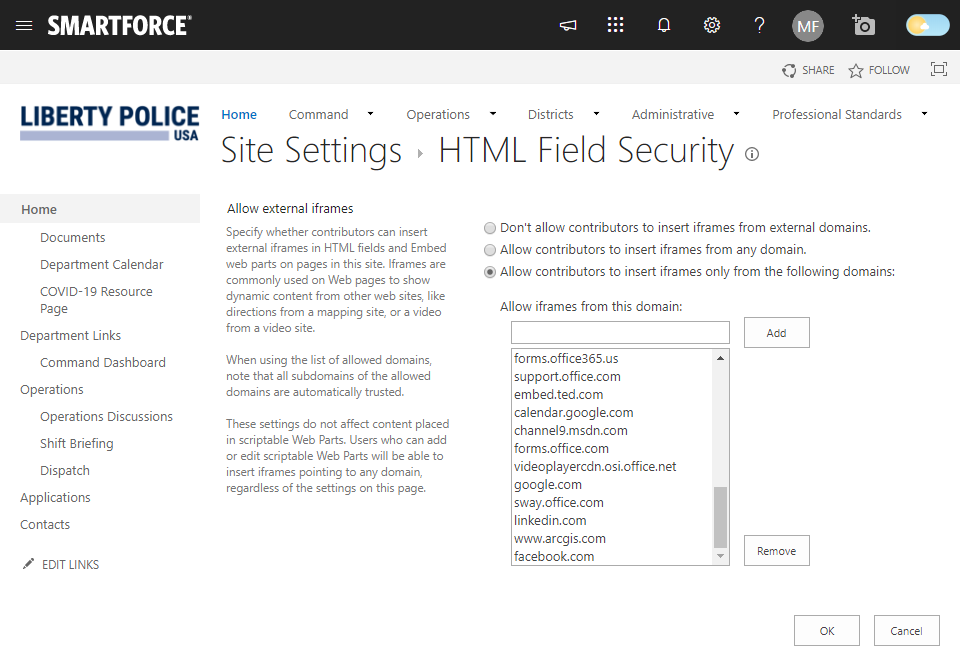 SMARTFORCE®
MF
SHARE FOLLOW
LIBERTY POLICE
USA
Home Command Operations Districts Administrative Professional Standards
Site Settings HTML Field Security
Home
Documents
Department Calendar
COVID-19 Resource
Page
Department Links
Command Dashboard
Operations
Operations Discussions
Shift Briefing
Dispatch
Applications
Contacts
EDIT LINKS
Allow external iframes
Specify whether contributors can insert
external iframes in HTML fields and Embed
web parts on pages in this site. Iframes are
commonly used on Web pages to show
dynamic content from other web sites, like
directions from a mapping site, or a video
from a video site.
When using the list of allowed domains,
note that all subdomains of the allowed
domains are automatically trusted.
These settings do not affect content placed
in scriptable Web Parts. Users who can add
or edit scriptable Web Parts will be able to
insert iframes pointing to any domain,
regardless of the settings on this page.
Don't allow contributors to insert iframes from external domains.
Allow contributors to insert iframes from any domain.
Allow contributors to insert iframes only from the following domains:
Allow iframes from this domain:
Add
forms.office365.us
support.office.com
embed.ted.com
calendar.google.com
channel9.msdn.com
forms.office.com
videoplayercdn.osi.office.net
google.com
sway.office.com
linkedin.com
www.arcgis.com
facebook.com
Remove
OK Cancel